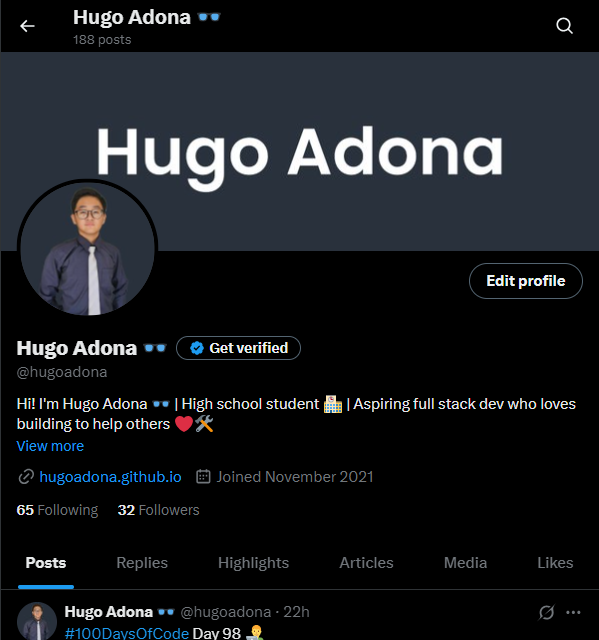 Hugo Adona 🕶️
188 posts
Hugo Adona
Edit profile
Hugo Adona 🕶️ Get verified
@hugoadona
Hi! I'm Hugo Adona 🕶️ | High school student 🏫 | Aspiring full stack dev who loves
building to help others ❤️🛠️
View more
hugoadona.github.io Joined November 2021
65 Following 32 Followers
Posts Replies Highlights Articles Media Likes
Hugo Adona 🕶️ @hugoadona · 22h
#100DaysOfCode Day 98 👨‍💻